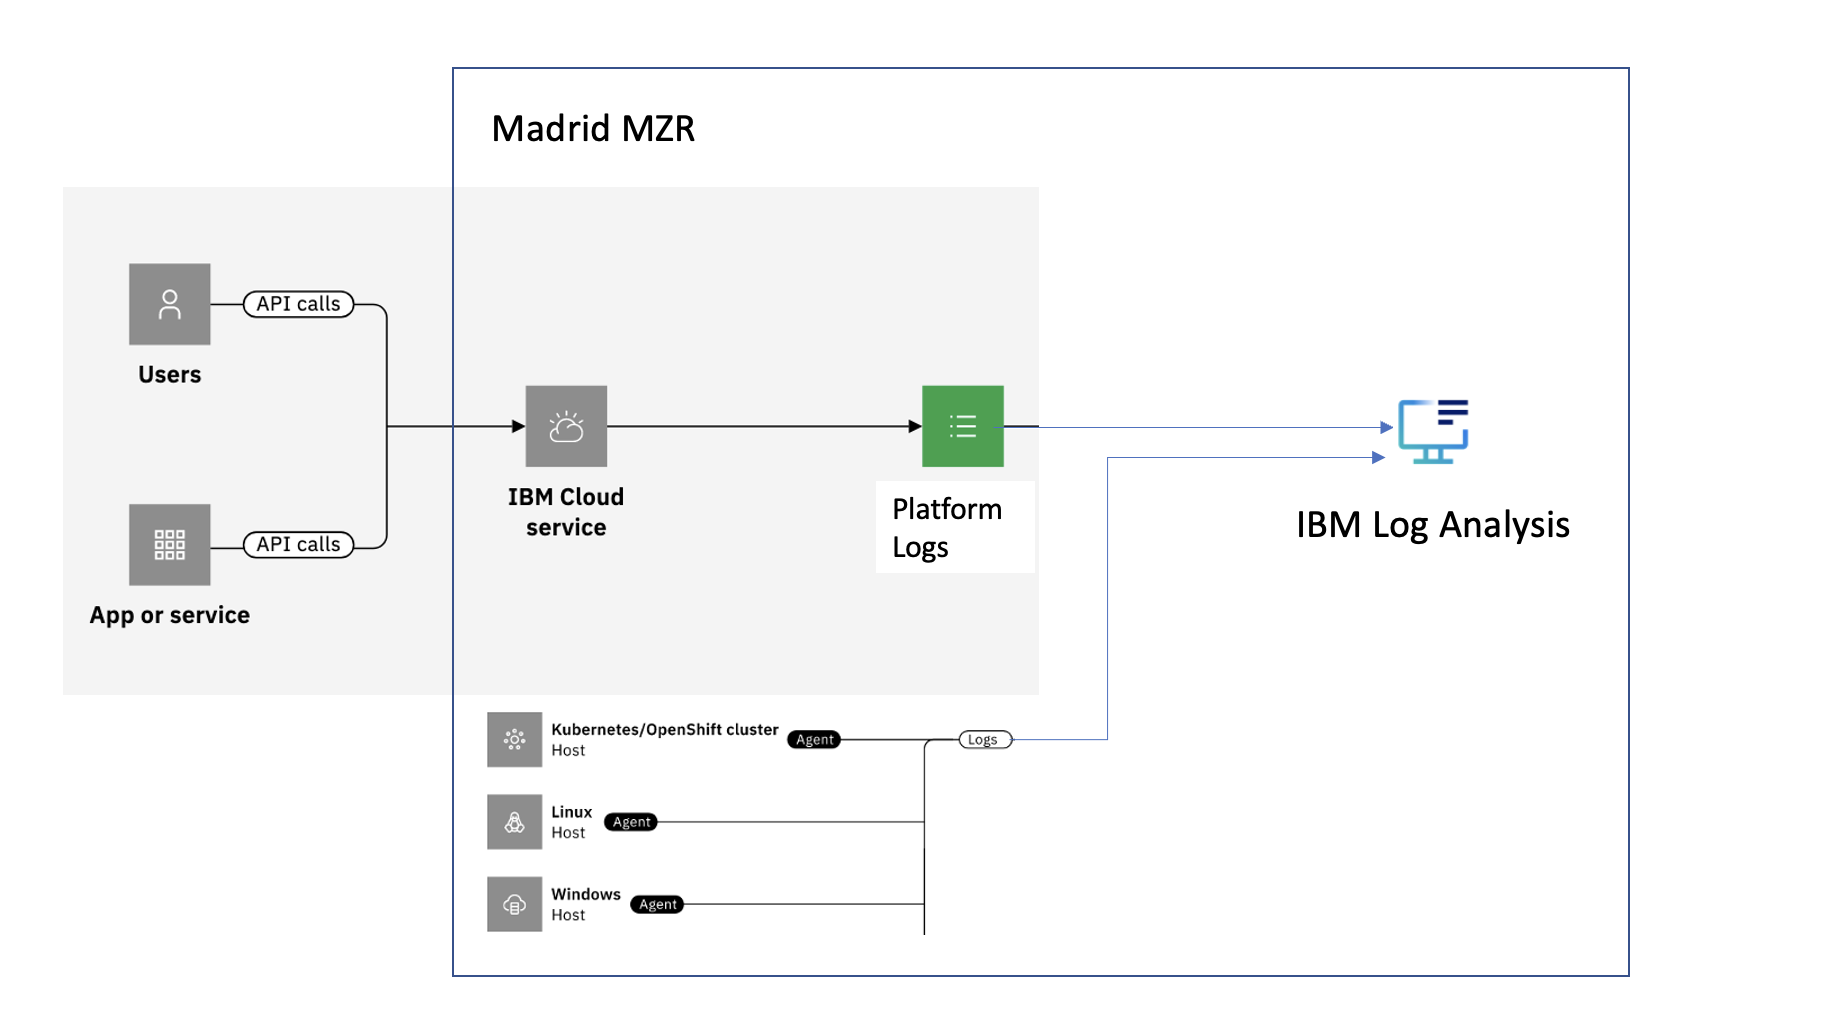 Madrid MZR
API calls
Users
API calls
App or service
IBM Cloud
service
Platform
Logs
IBM Log Analysis
Kubernetes/OpenShift cluster
Host
Agent
Logs
Linux
Host
Agent
Windows
Host
Agent